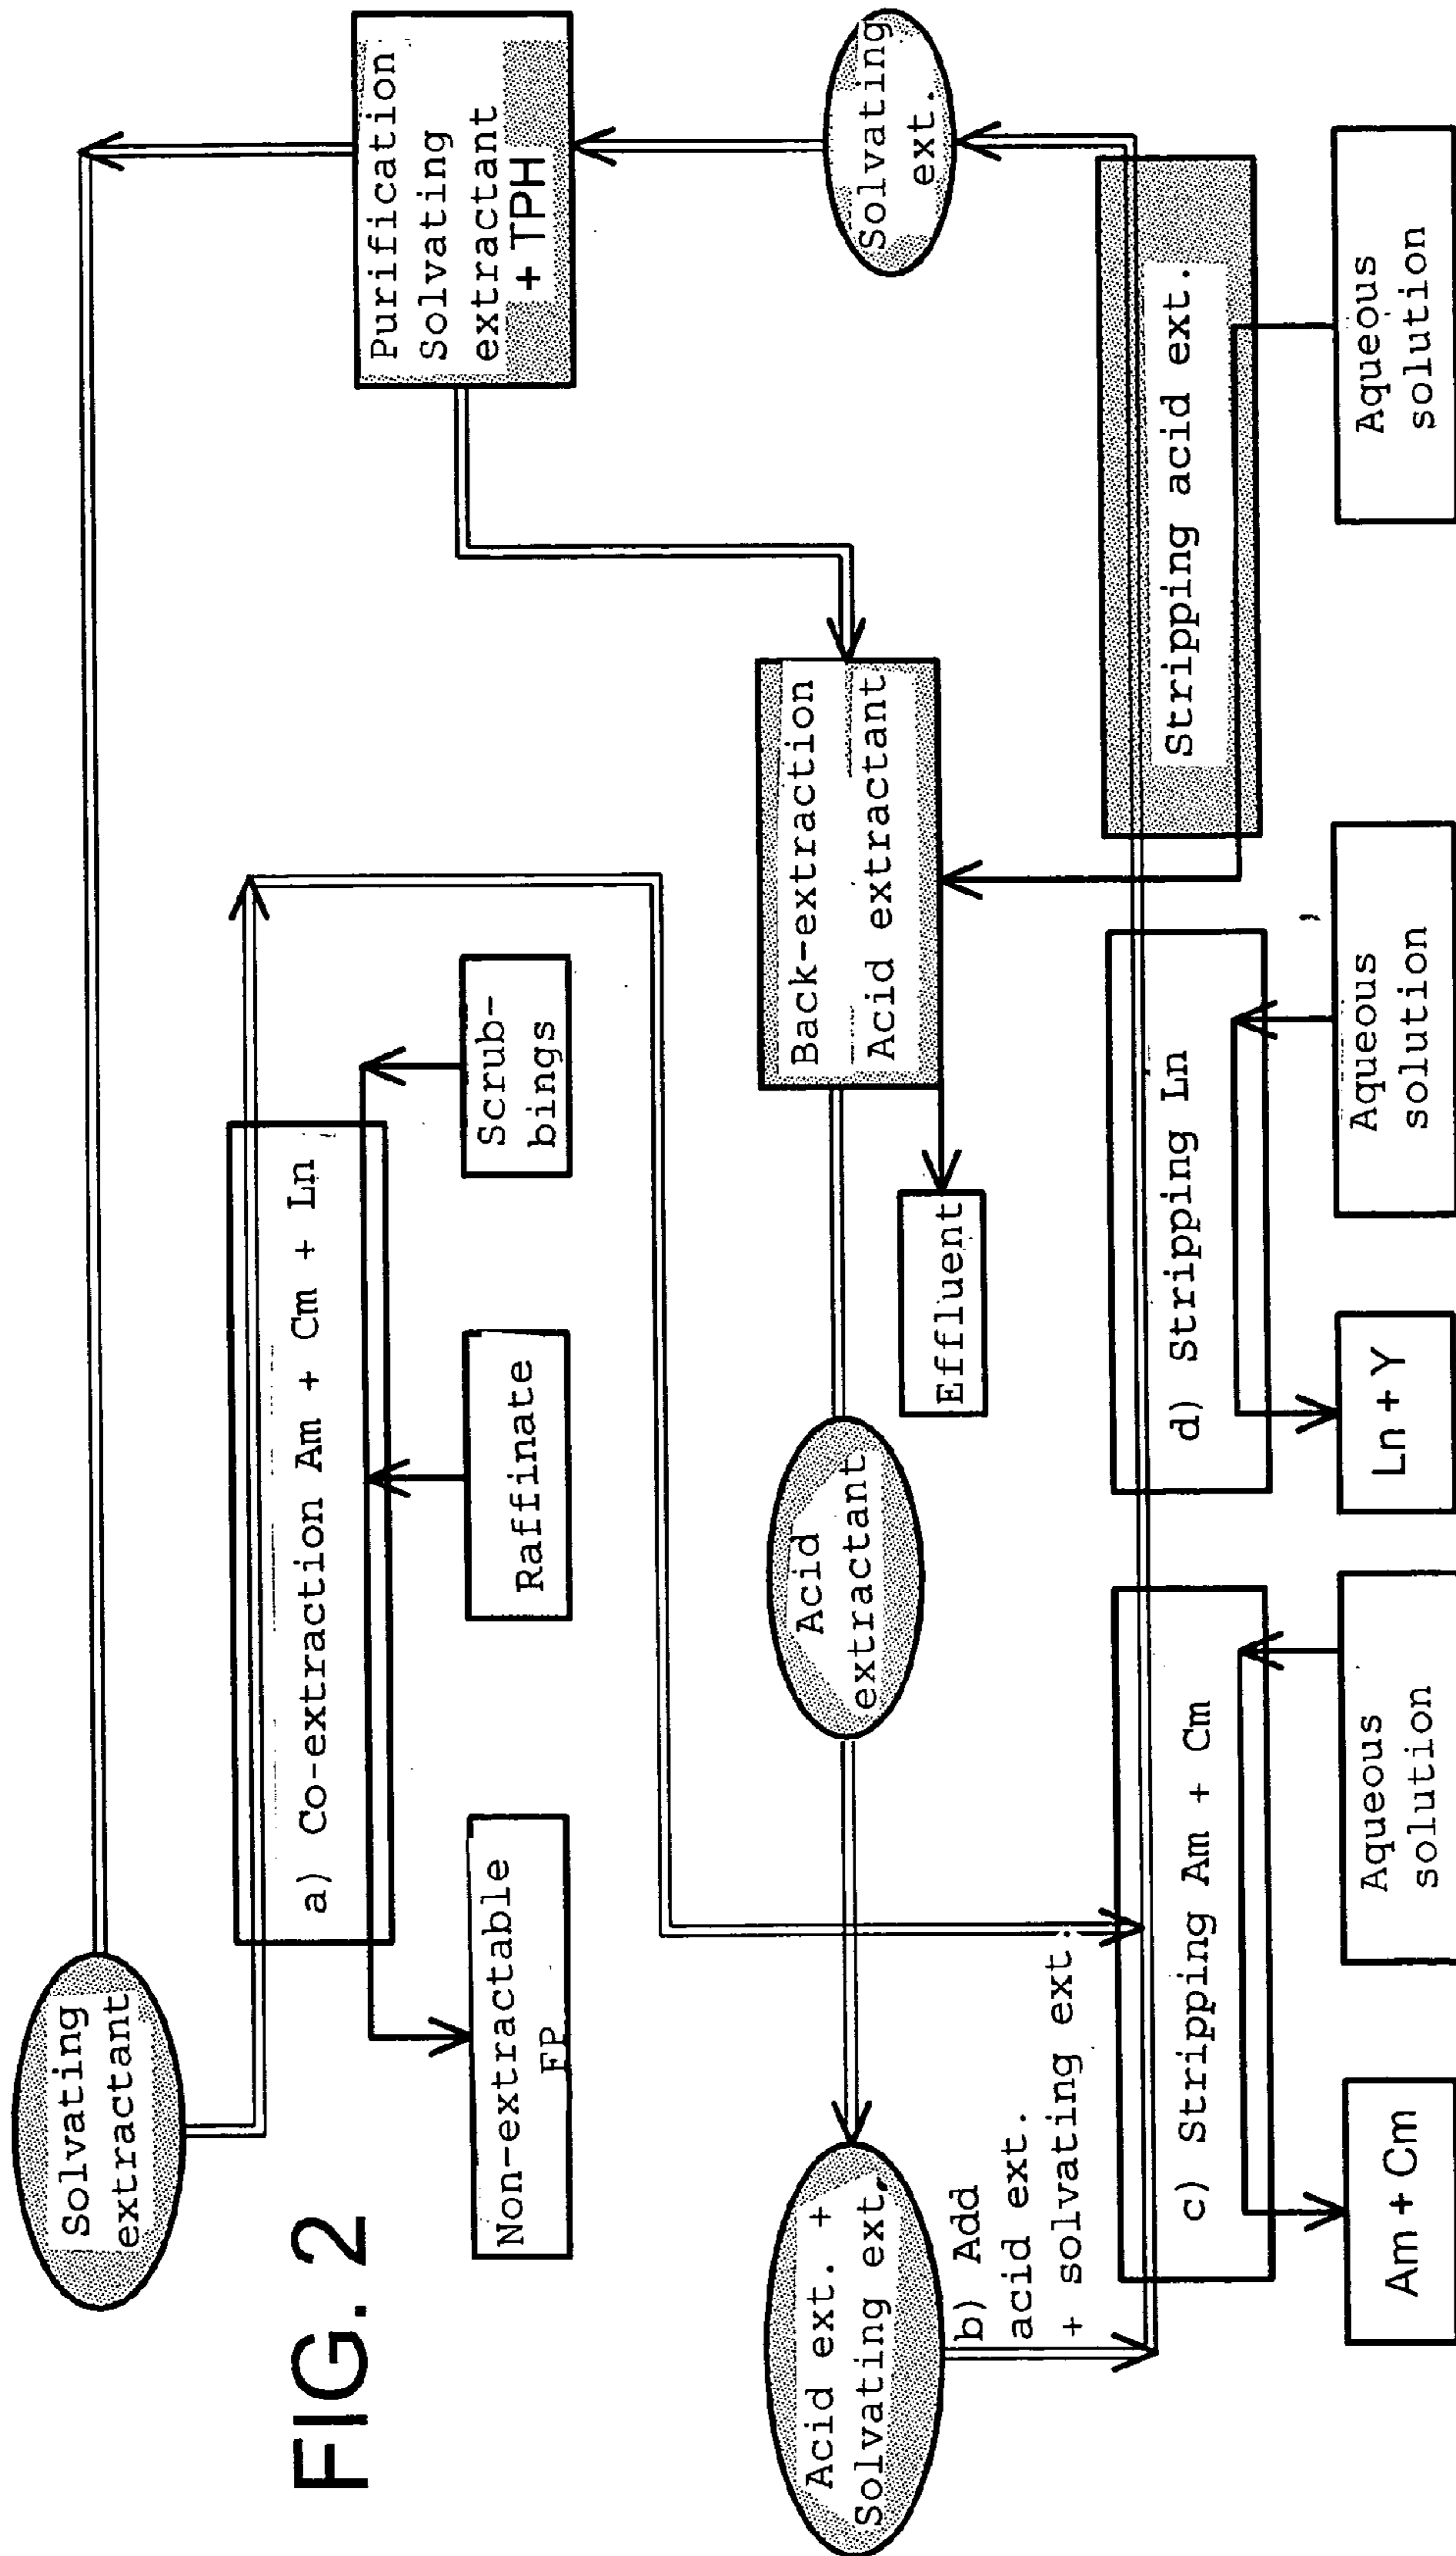 FIG. 2
Solvating
extractant
a) Co-extraction Am + Cm + Ln
Non-extractable
FP
Raffinate
Scrub-
bings
Purification
Solvating
extractant
+ TPH
Acid ext. +
Solvating ext.
Acid
extractant
Back-extraction
Acid extractant
Effluent
Solvating
ext.
b) Add
acid ext.
+ solvating ext.
c) Stripping Am + Cm
d) Stripping Ln
Stripping acid ext.
Am + Cm
Aqueous
solution
Ln + Y
Aqueous
solution
Aqueous
solution